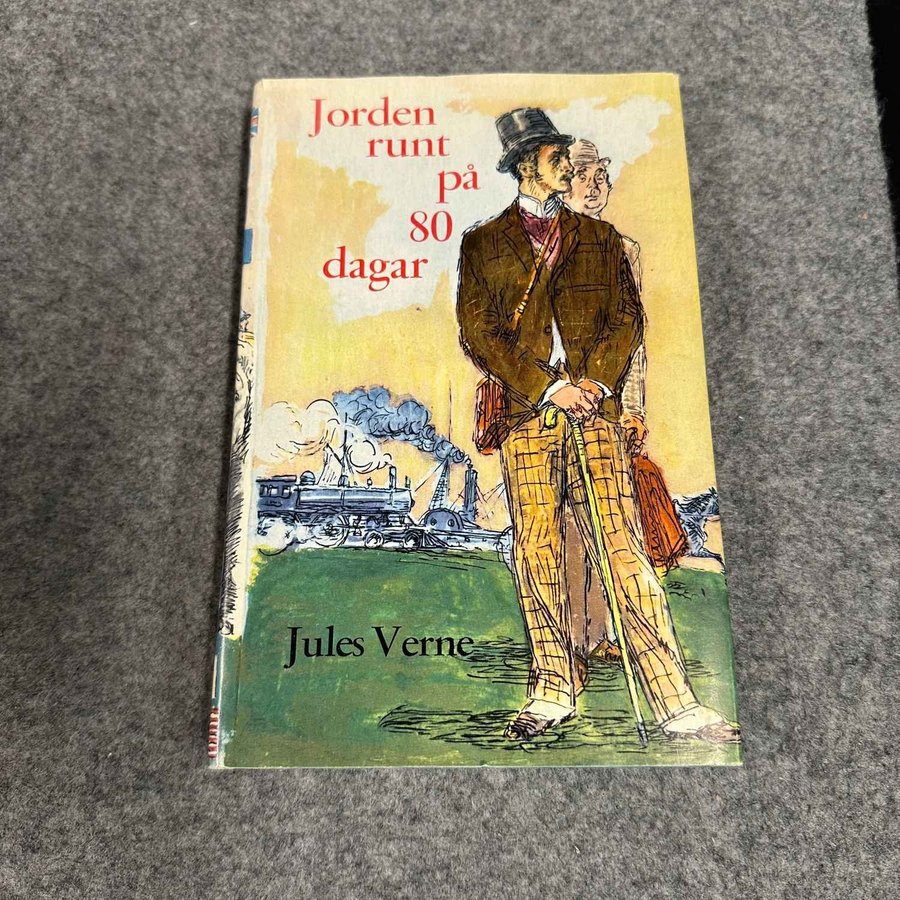 Jorden
runt
på
80
dagar
Jules Verne